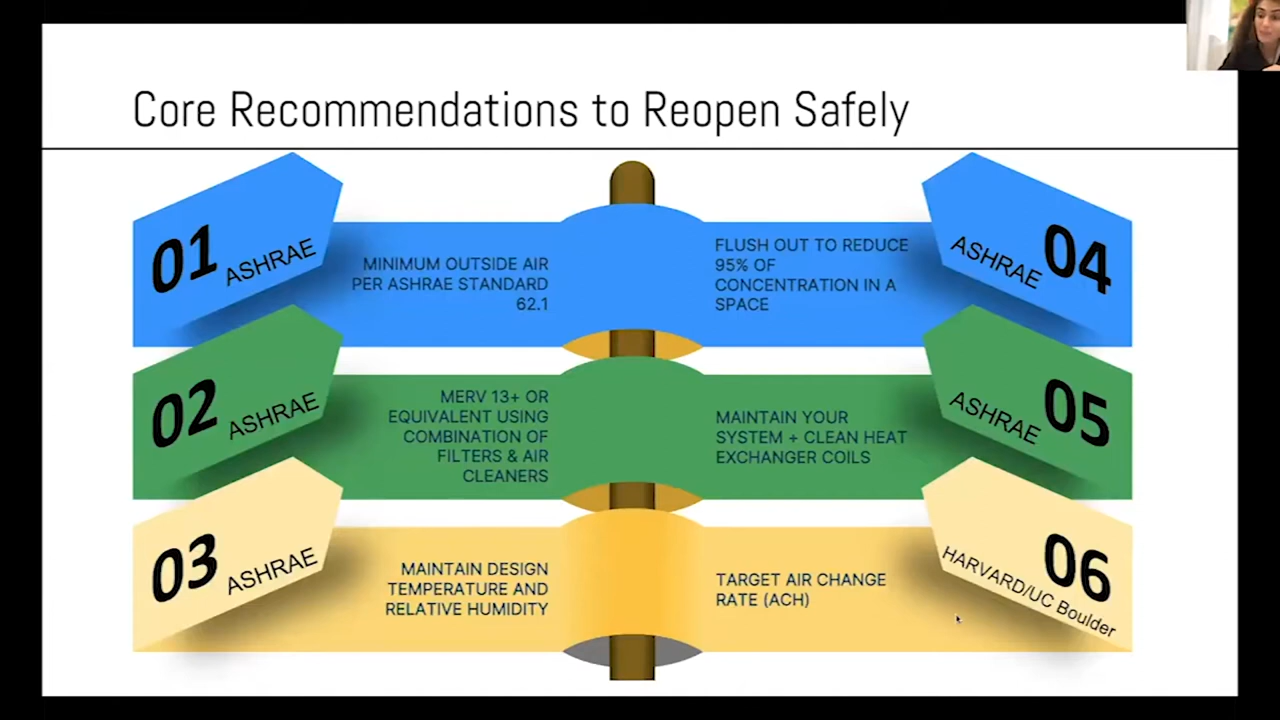 Core Recommendations to Reopen Safely
01 ASHRAE
MINIMUM OUTSIDE AIR
PER ASHRAE STANDARD
62.1
02 ASHRAE
MERV 13+ OR
EQUIVALENT USING
COMBINATION OF
FILTERS & AIR
CLEANERS
03 ASHRAE
MAINTAIN DESIGN
TEMPERATURE AND
RELATIVE HUMIDITY
FLUSH OUT TO REDUCE
95% OF
CONCENTRATION IN A
SPACE
ASHRAE 04
MAINTAIN YOUR
SYSTEM + CLEAN HEAT
EXCHANGER COILS
ASHRAE 05
TARGET AIR CHANGE
RATE (ACH)
06
HARVARD/UC Boulder